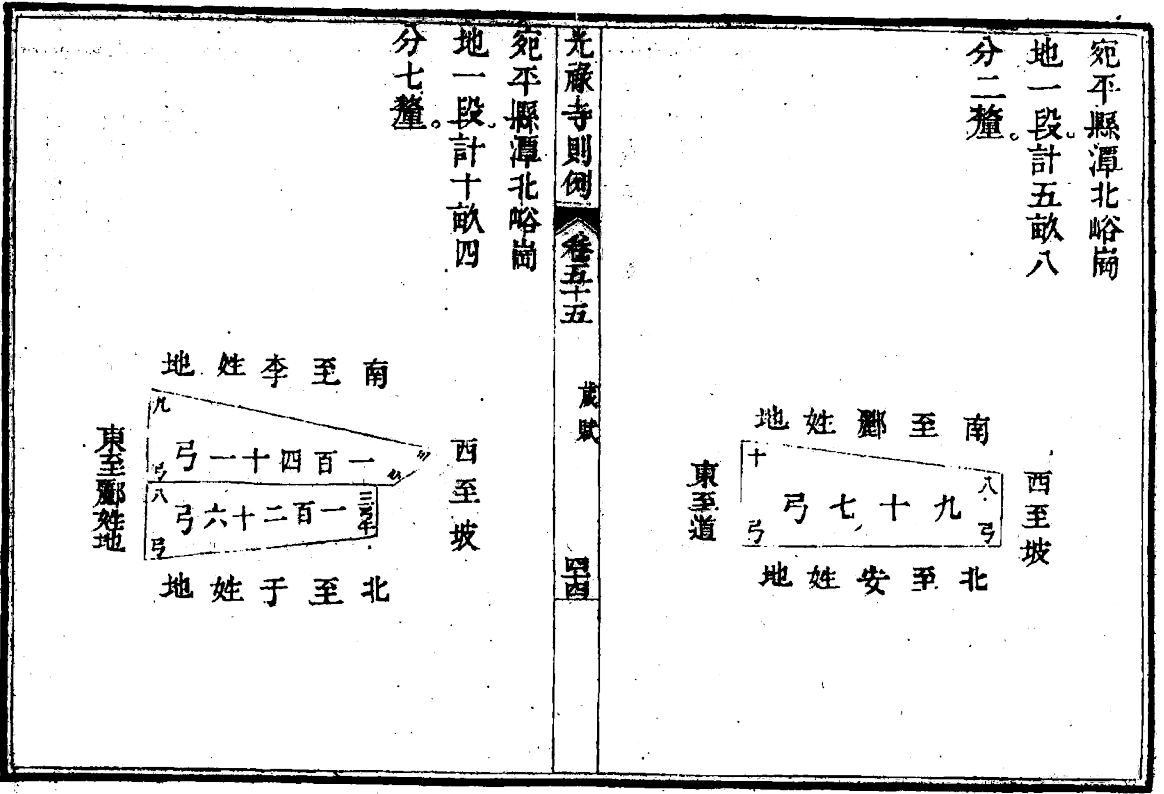 宛平縣潭北峪崗
地一段計五畝八
分二釐
南至酈姓地
西至坡
東至道
北至安姓地
十弓
九十七弓
八弓
光祿寺則例
卷五十五
歲賦
四十四
宛平縣潭北峪崗
地一段計十畝四
分七釐
南至李姓地
西至坡
東至酈姓地
北至于姓地
九弓
一百四十一弓
八弓
一百二十六弓
三弓半